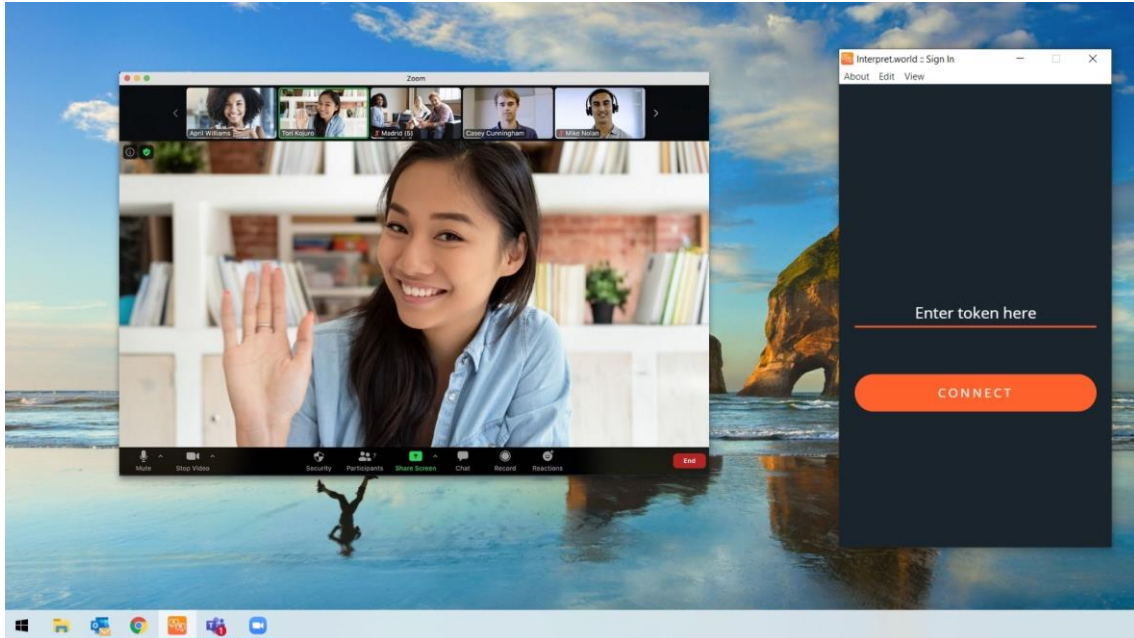 Zoom
April Williams
Tori Kojuro
Madrid (5)
Casey Cunningham
Mike Nolan
Mute
Stop Video
Security
Participants
7
Share Screen
Chat
Record
Reactions
End
Interpret.world :: Sign In
About Edit View
Enter token here
CONNECT